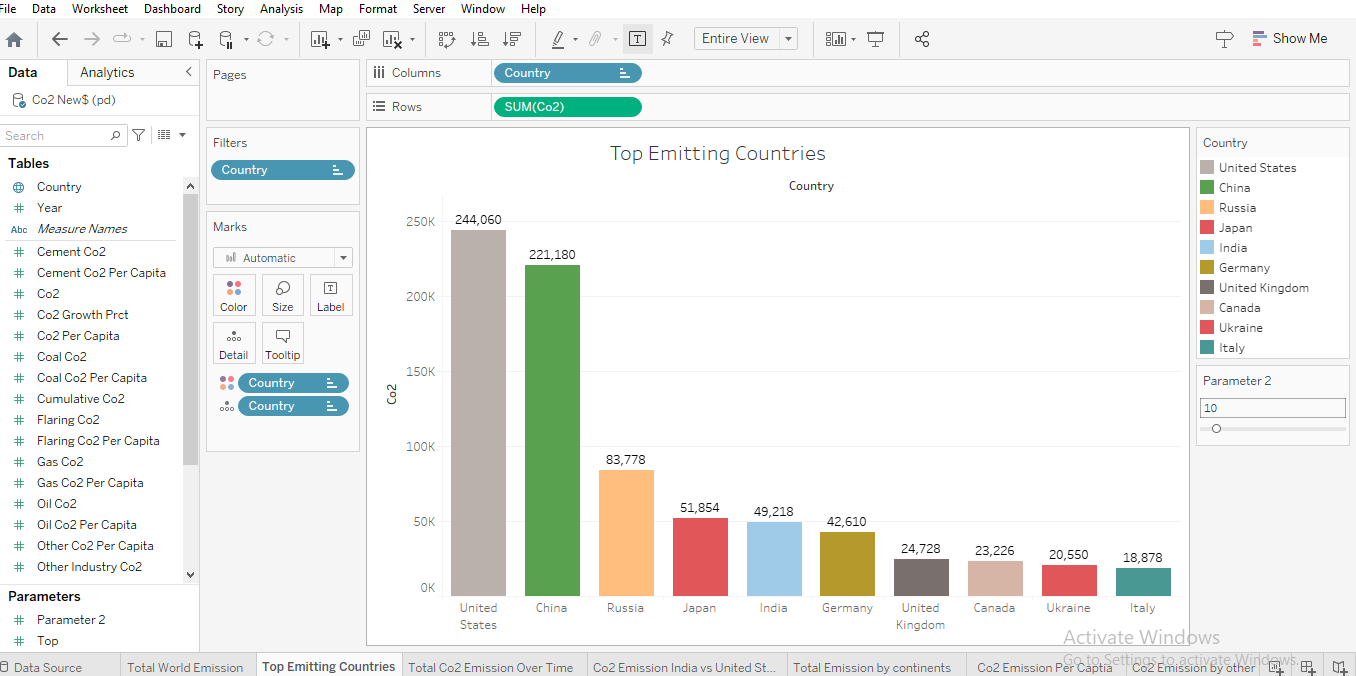 File Data Worksheet Dashboard Story Analysis Map Format Server Window Help
Entire View
Show Me
Data Analytics
Co2 New$ (pd)
Search
Tables
Country
Year
Abc Measure Names
Cement Co2
Cement Co2 Per Capita
Co2
Co2 Growth Prct
Co2 Per Capita
Coal Co2
Coal Co2 Per Capita
Cumulative Co2
Flaring Co2
Flaring Co2 Per Capita
Gas Co2
Gas Co2 Per Capita
Oil Co2
Oil Co2 Per Capita
Other Co2 Per Capita
Other Industry Co2
Parameters
Parameter 2
Top
Pages
Filters
Country
Marks
Automatic
Color Size Label
Detail Tooltip
Country
Country
Columns Country
Rows SUM(Co2)
Top Emitting Countries
Country
Co2
250K
200K
150K
100K
50K
0K
244,060
221,180
83,778
51,854
49,218
42,610
24,728
23,226
20,550
18,878
United States
China
Russia
Japan
India
Germany
United Kingdom
Canada
Ukraine
Italy
Country
United States
China
Russia
Japan
India
Germany
United Kingdom
Canada
Ukraine
Italy
Parameter 2
10
Activate Windows
Go to Settings to activate Windows.
Data Source Total World Emission Top Emitting Countries Total Co2 Emission Over Time Co2 Emission India vs United St... Total Emission by continents Co2 Emission Per Captia Co2 Emission by other